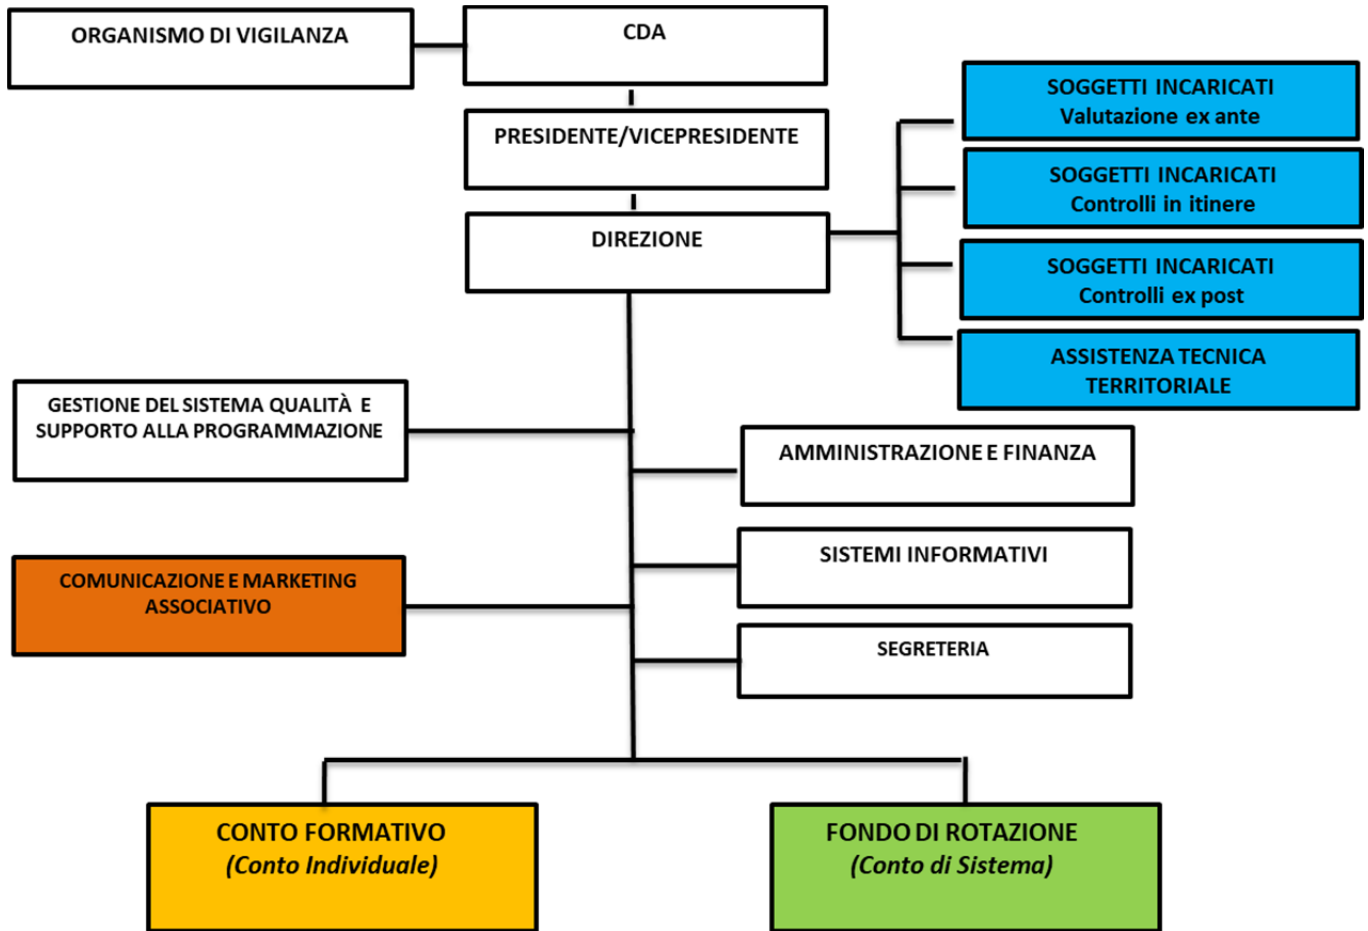 ORGANISMO DI VIGILANZA
CDA
PRESIDENTE/VICEPRESIDENTE
DIREZIONE
SOGGETTI INCARICATI
Valutazione ex ante
SOGGETTI INCARICATI
Controlli in itinere
SOGGETTI INCARICATI
Controlli ex post
ASSISTENZA TECNICA
TERRITORIALE
GESTIONE DEL SISTEMA QUALITÀ E
SUPPORTO ALLA PROGRAMMAZIONE
AMMINISTRAZIONE E FINANZA
SISTEMI INFORMATIVI
COMUNICAZIONE E MARKETING
ASSOCIATIVO
SEGRETERIA
CONTO FORMATIVO
(Conto Individuale)
FONDO DI ROTAZIONE
(Conto di Sistema)